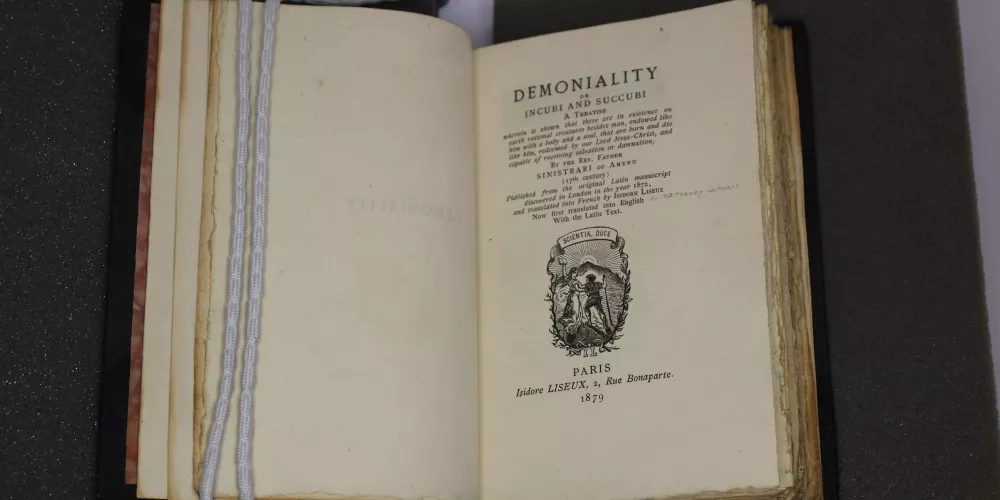 DEMONIALITY
OR
INCUBI AND SUCCUBI
A TREATISE
wherein is shown that there are in existence on
earth rational creatures besides man, endowed like
him with a body and a soul, that are born and die
like him, redeemed by our Lord Jesus-Christ, and
capable of receiving salvation or damnation,
BY THE REV. FATHER
SINISTRARI OF AMENO
(17th century)
Published from the original Latin manuscript
discovered in London in the year 1872,
and translated into French by ISIDORE LISEUX
Now first translated into English
With the Latin Text.
SCIENTIA DUCE
IL
PARIS
Isidore LISEUX, 2, Rue Bonaparte.
1879